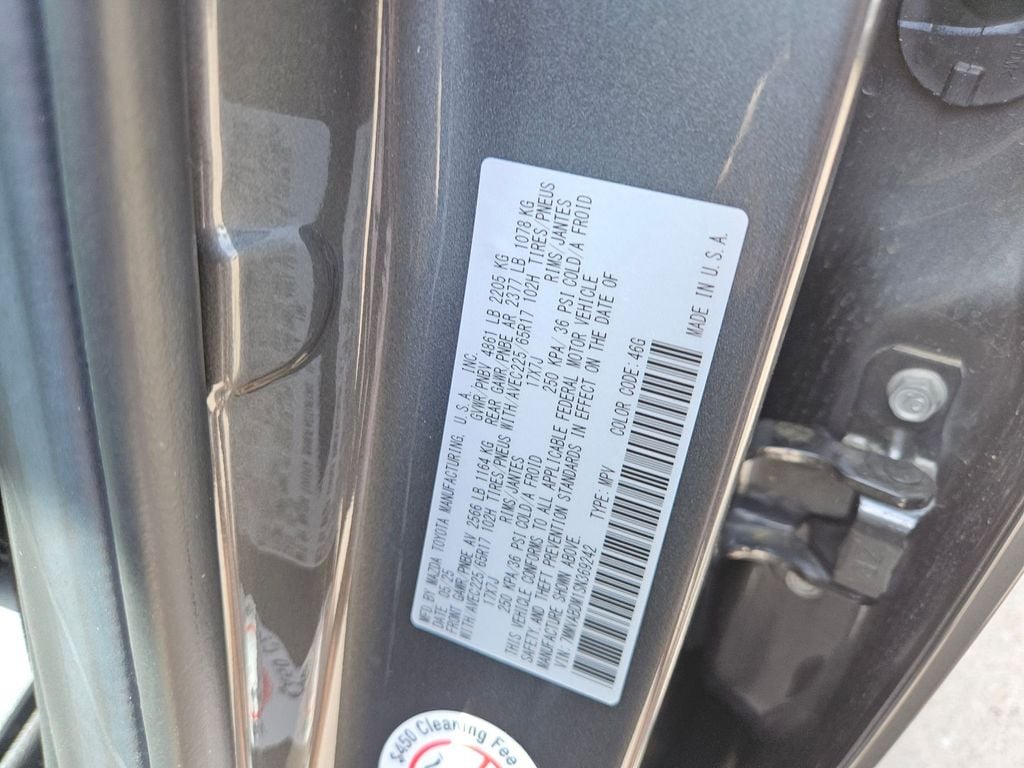 MFD. BY MAZDA TOYOTA MANUFACTURING, U.S.A., INC.
DATE 05/25 GVWR/PNBV 4861 LB 2205 KG
FRONT GAWR/PNBE AV 2566 LB 1164 KG REAR GAWR/PNBE AR 2377 LB 1078 KG
WITH/AVEC225/65R17 102H TIRES/PNEUS WITH/AVEC225/65R17 102H TIRES/PNEUS
17X7J RIMS/JANTES 17X7J RIMS/JANTES
250 KPA/36 PSI COLD/A FROID 250 KPA/36 PSI COLD/A FROID
THIS VEHICLE CONFORMS TO ALL APPLICABLE FEDERAL MOTOR VEHICLE
SAFETY AND THEFT PREVENTION STANDARDS IN EFFECT ON THE DATE OF
MANUFACTURE SHOWN ABOVE.
VIN: TYPE: MPV COLOR CODE: 46G
MADE IN U.S.A.
$450 Cleaning Fee